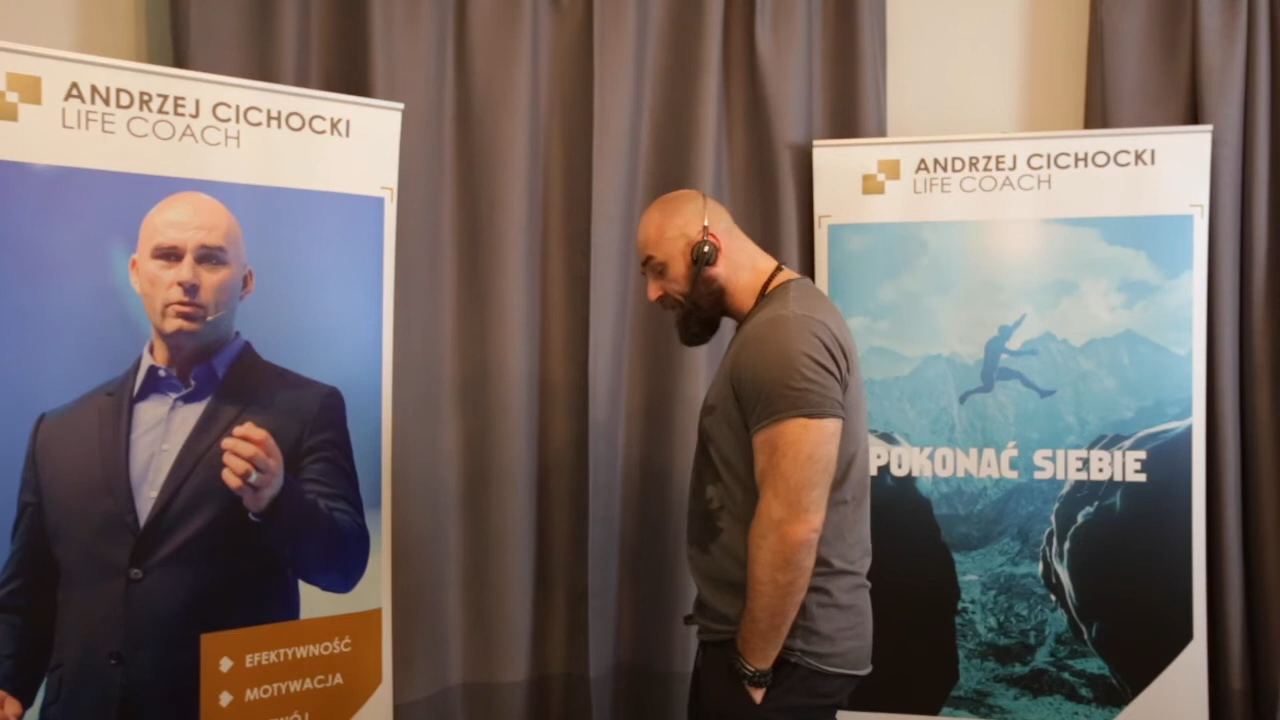 ANDRZEJ CICHOCKI
LIFE COACH
EFEKTYWNOŚĆ
MOTYWACJA
ANDRZEJ CICHOCKI
LIFE COACH
POKONAĆ SIEBIE